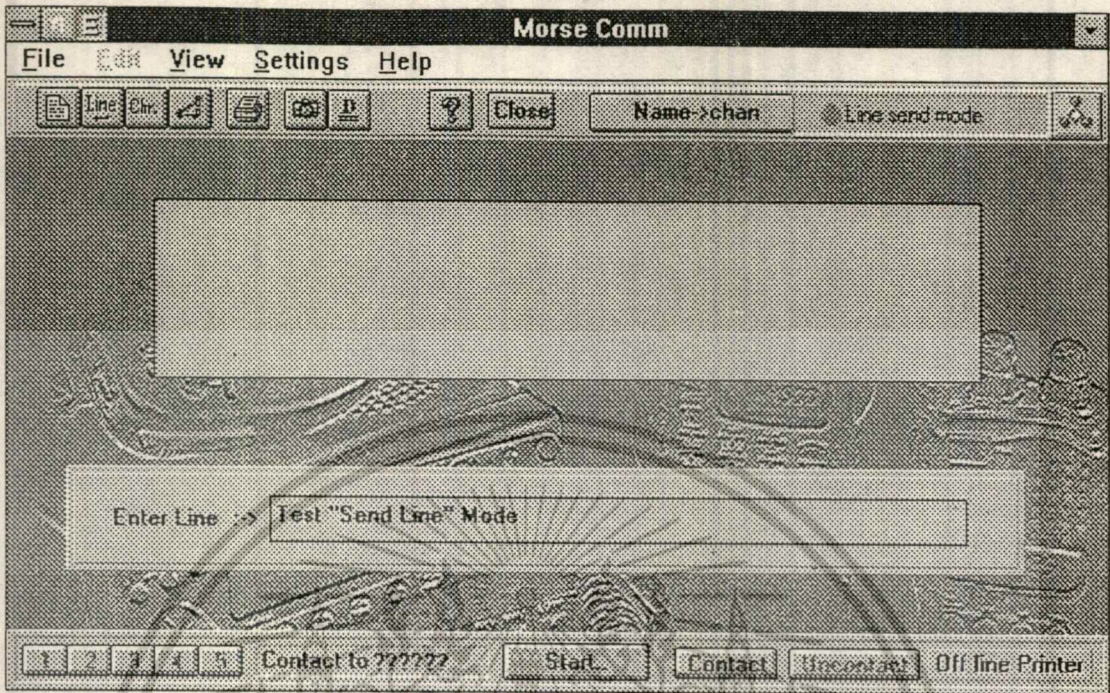 Morse Comm
File Edit View Settings Help
Line Chr. D ? Close Name->chan Line send mode
Enter Line :-> Test "Send Line" Mode
1 2 3 4 5 Contact to ?????? Start.. Contact Uncontact Off line Printer